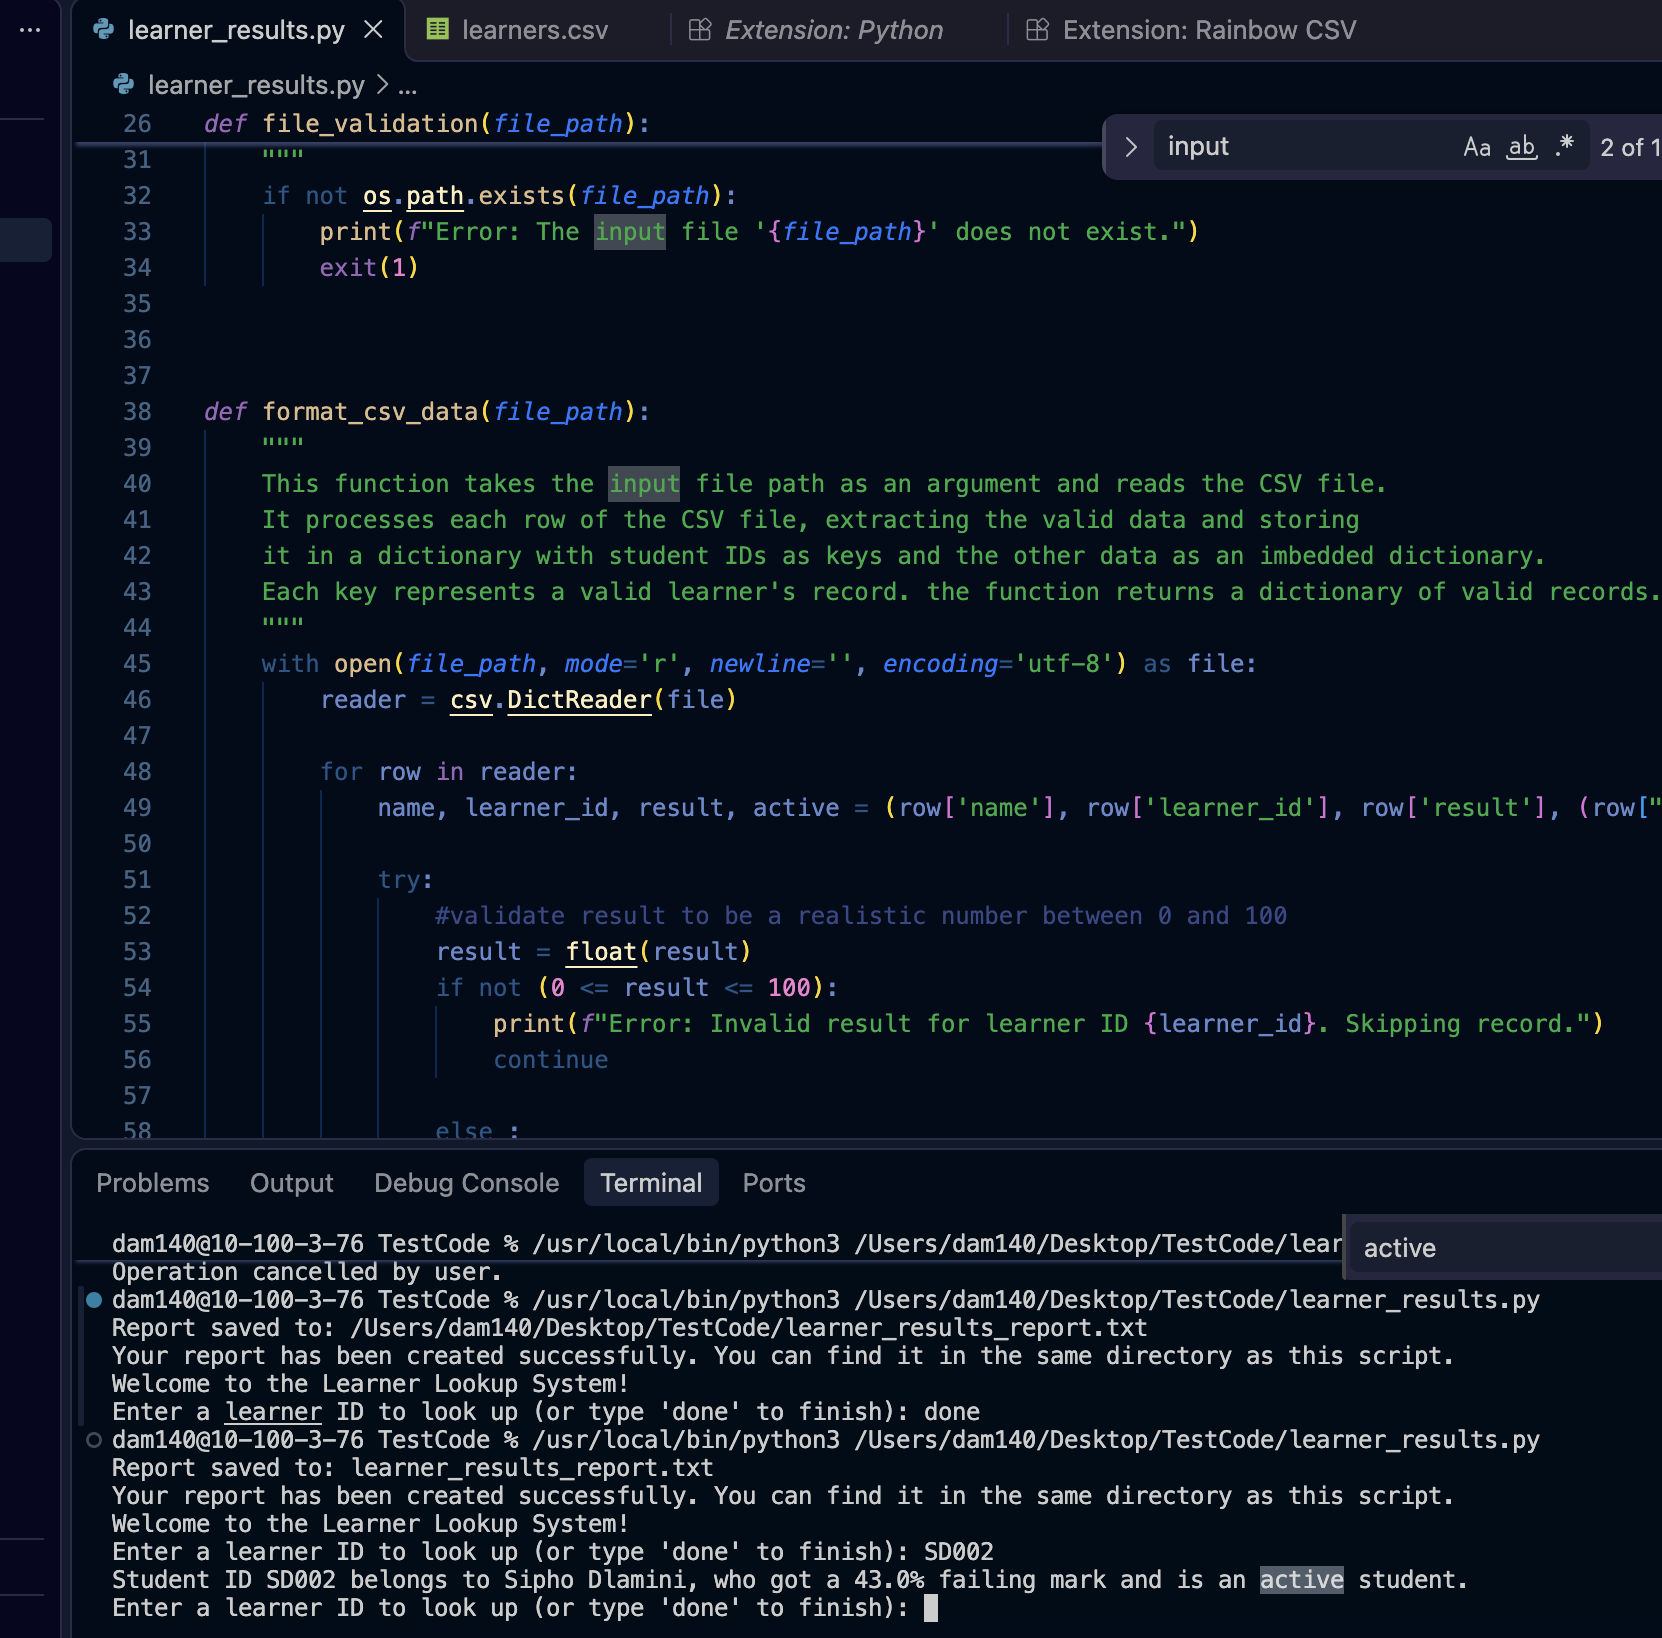 learner_results.py
learners.csv
Extension: Python
Extension: Rainbow CSV
learner_results.py > ...
input
Aa ab .* 2 of 1
26 def file_validation(file_path):
31 """
32 if not os.path.exists(file_path):
33 print(f"Error: The input file '{file_path}' does not exist.")
34 exit(1)
35
36
37
38 def format_csv_data(file_path):
39 """
40 This function takes the input file path as an argument and reads the CSV file.
41 It processes each row of the CSV file, extracting the valid data and storing
42 it in a dictionary with student IDs as keys and the other data as an imbedded dictionary.
43 Each key represents a valid learner's record. the function returns a dictionary of valid records.
44 """
45 with open(file_path, mode='r', newline='', encoding='utf-8') as file:
46 reader = csv.DictReader(file)
47
48 for row in reader:
49 name, learner_id, result, active = (row['name'], row['learner_id'], row['result'], (row["
50
51 try:
52 #validate result to be a realistic number between 0 and 100
53 result = float(result)
54 if not (0 <= result <= 100):
55 print(f"Error: Invalid result for learner ID {learner_id}. Skipping record.")
56 continue
57
58 else :
Problems Output Debug Console Terminal Ports
active
dam140@10-100-3-76 TestCode % /usr/local/bin/python3 /Users/dam140/Desktop/TestCode/lear
Operation cancelled by user.
dam140@10-100-3-76 TestCode % /usr/local/bin/python3 /Users/dam140/Desktop/TestCode/learner_results.py
Report saved to: /Users/dam140/Desktop/TestCode/learner_results_report.txt
Your report has been created successfully. You can find it in the same directory as this script.
Welcome to the Learner Lookup System!
Enter a learner ID to look up (or type 'done' to finish): done
dam140@10-100-3-76 TestCode % /usr/local/bin/python3 /Users/dam140/Desktop/TestCode/learner_results.py
Report saved to: learner_results_report.txt
Your report has been created successfully. You can find it in the same directory as this script.
Welcome to the Learner Lookup System!
Enter a learner ID to look up (or type 'done' to finish): SD002
Student ID SD002 belongs to Sipho Dlamini, who got a 43.0% failing mark and is an active student.
Enter a learner ID to look up (or type 'done' to finish):